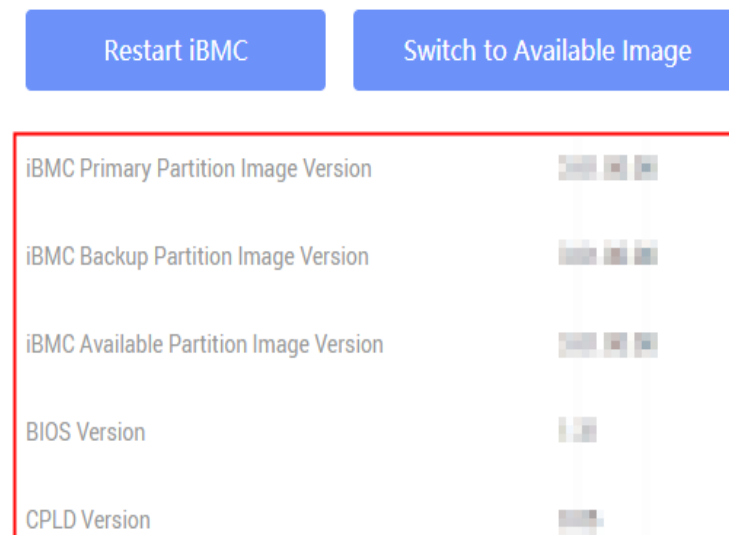 Restart iBMC
Switch to Available Image
iBMC Primary Partition Image Version
iBMC Backup Partition Image Version
iBMC Available Partition Image Version
BIOS Version
CPLD Version